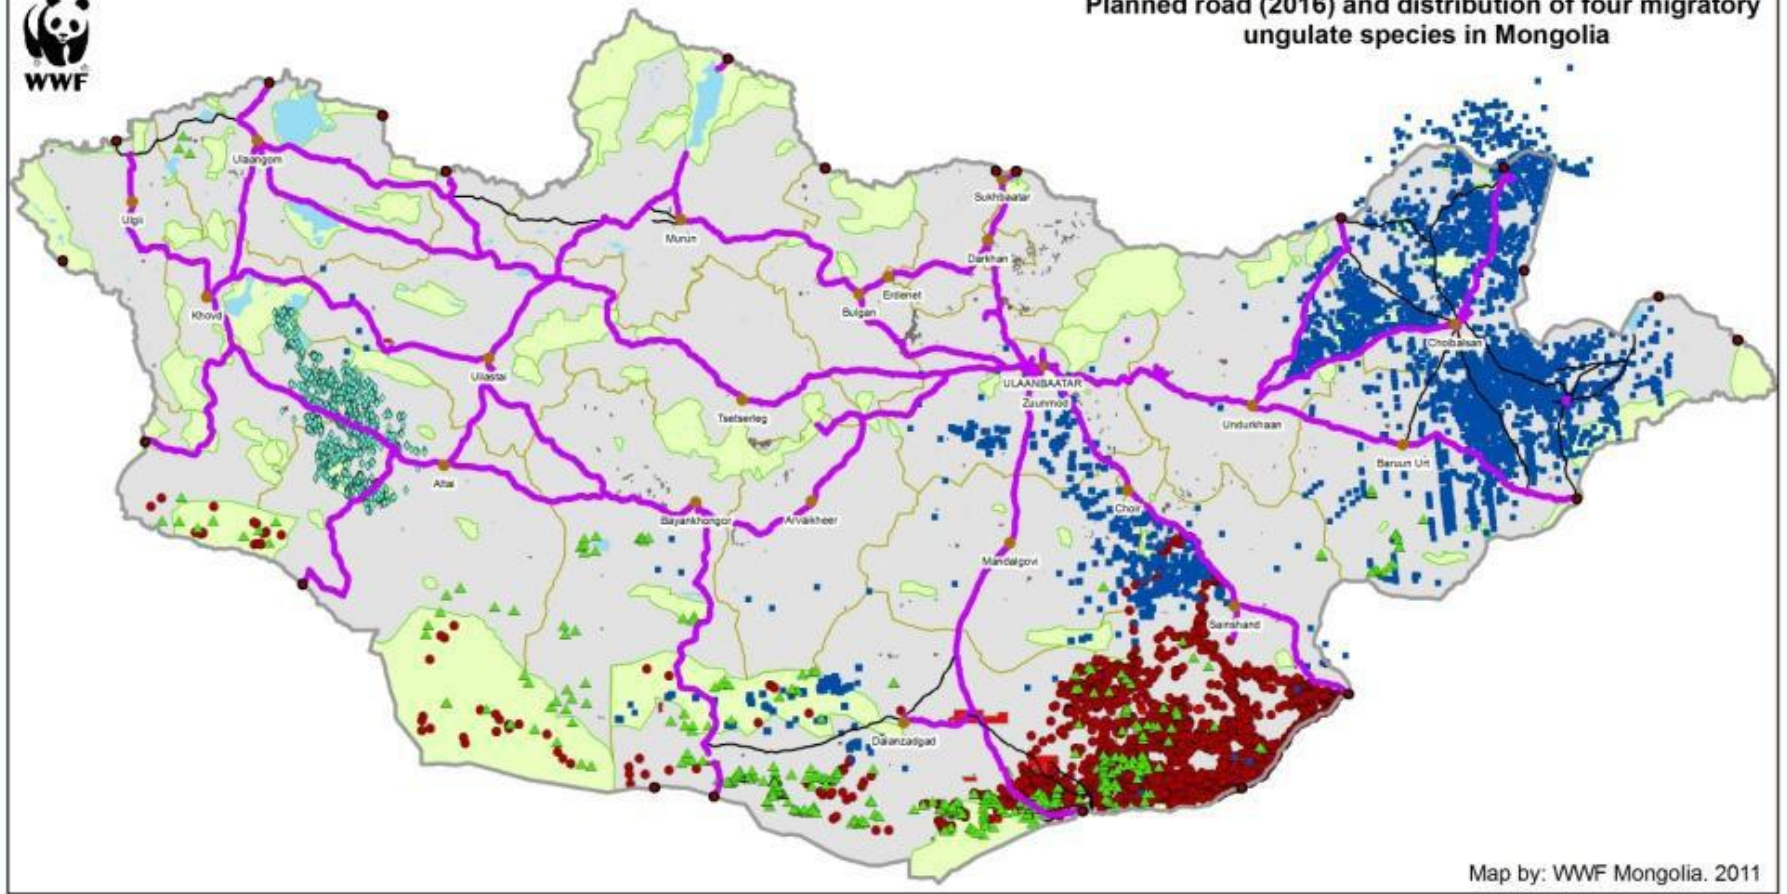 Planned road (2016) and distribution of four migratory
ungulate species in Mongolia
WWF
Ulaangom
Ulgii
Murun
Sukhbaatar
Darkhan
Erdenet
Bulgan
Khovd
Choibalsan
Uliastai
ULAANBAATAR
Zuunmod
Tsetserleg
Undurkhaan
Baruun Urt
Altai
Bayankhongor
Arvaikheer
Choir
Mandalgovi
Sainshand
Dalanzadgad
Map by: WWF Mongolia. 2011